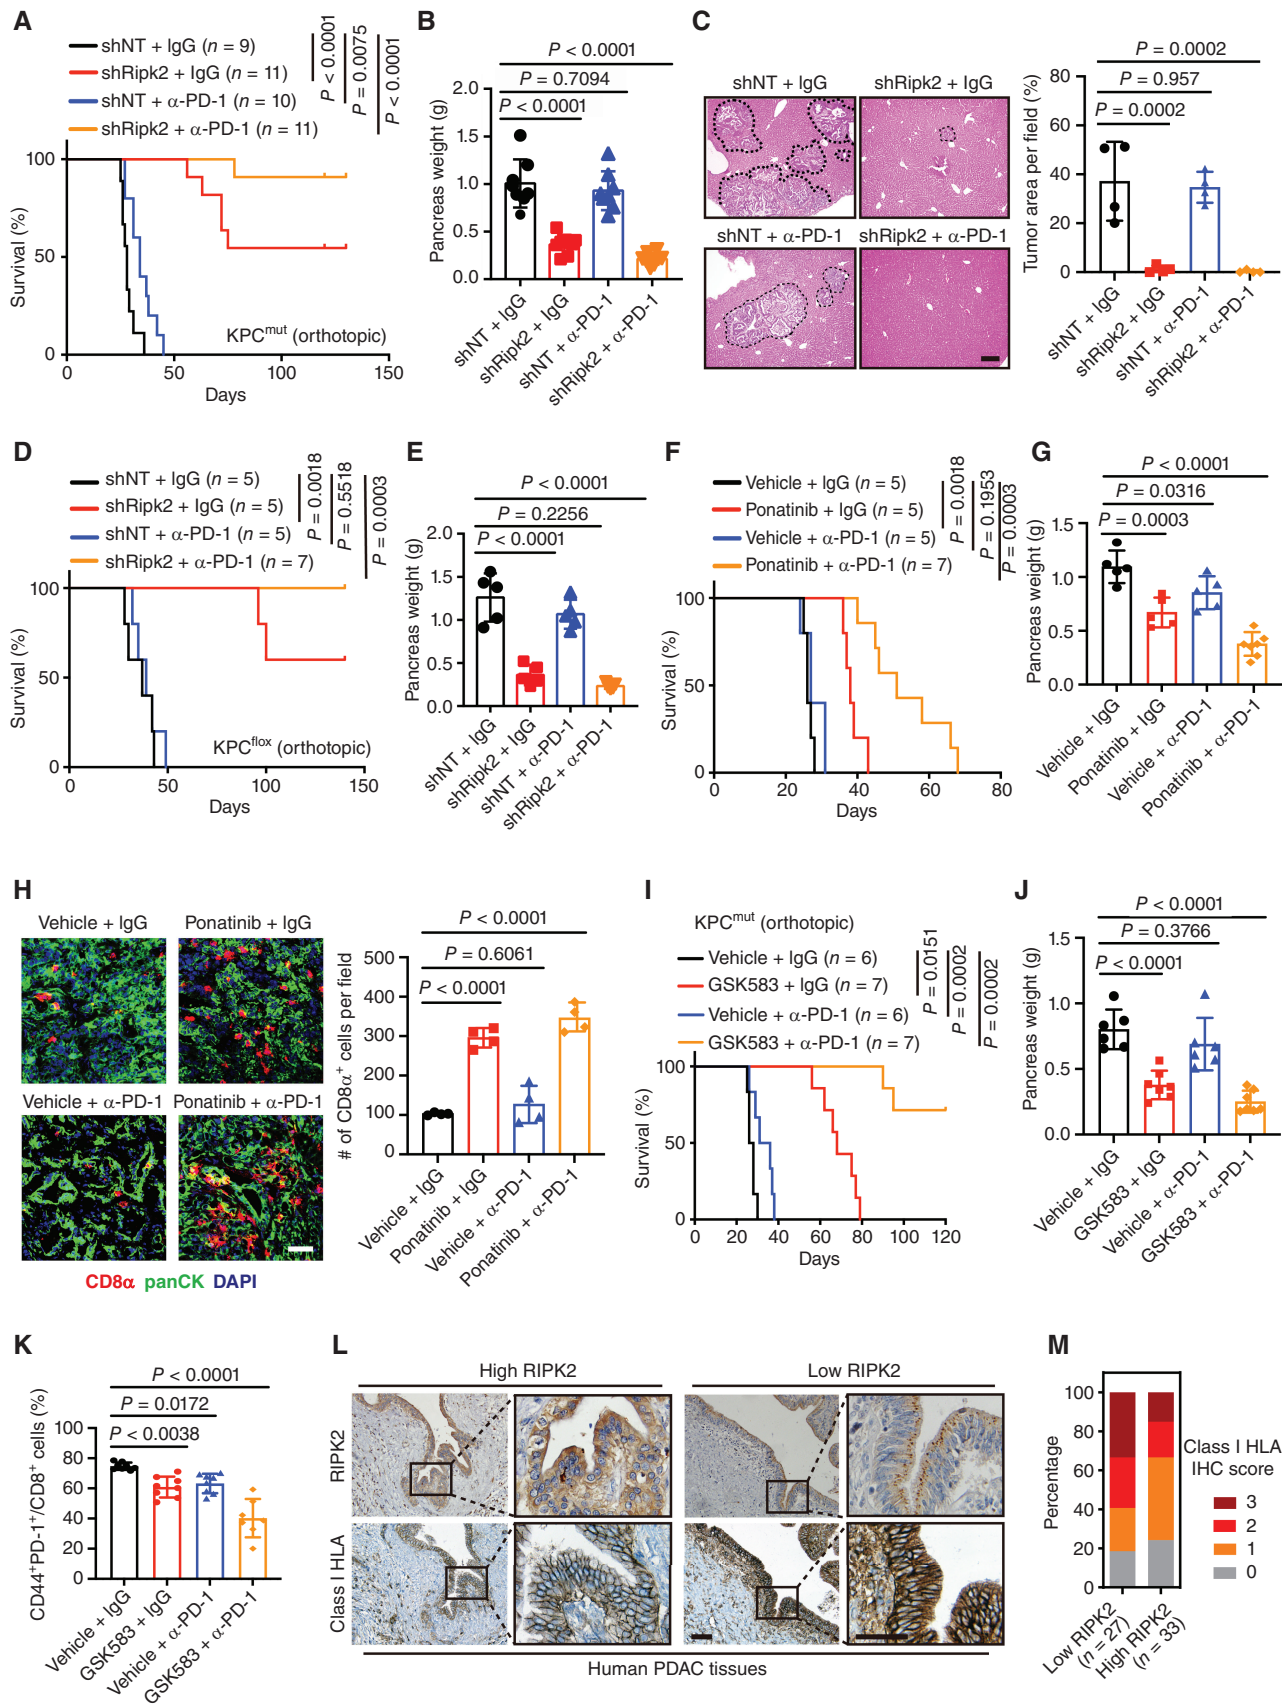 A
shNT + IgG (n = 9)
shRipk2 + IgG (n = 11)
shNT + α-PD-1 (n = 10)
shRipk2 + α-PD-1 (n = 11)
P < 0.0001
P = 0.0075
P < 0.0001
Survival (%)
100
50
0
KPCmut (orthotopic)
0 50 100 150
Days
B
P < 0.0001
P = 0.7094
P < 0.0001
Pancreas weight (g)
2.0
1.5
1.0
0.5
0.0
shNT + IgG
shRipk2 + IgG
shNT + α-PD-1
shRipk2 + α-PD-1
C
shNT + IgG
shRipk2 + IgG
shNT + α-PD-1
shRipk2 + α-PD-1
P = 0.0002
P = 0.957
P = 0.0002
Tumor area per field (%)
80
60
40
20
0
shNT + IgG
shRipk2 + IgG
shNT + α-PD-1
shRipk2 + α-PD-1
D
shNT + IgG (n = 5)
shRipk2 + IgG (n = 5)
shNT + α-PD-1 (n = 5)
shRipk2 + α-PD-1 (n = 7)
P = 0.0018
P = 0.5518
P = 0.0003
Survival (%)
100
50
0
KPCflox (orthotopic)
0 50 100 150
Days
E
P < 0.0001
P = 0.2256
P < 0.0001
Pancreas weight (g)
2.0
1.5
1.0
0.5
0.0
shNT + IgG
shRipk2 + IgG
shNT + α-PD-1
shRipk2 + α-PD-1
F
Vehicle + IgG (n = 5)
Ponatinib + IgG (n = 5)
Vehicle + α-PD-1 (n = 5)
Ponatinib + α-PD-1 (n = 7)
P = 0.0018
P = 0.1953
P = 0.0003
Survival (%)
100
50
0
0 20 40 60 80
Days
G
P < 0.0001
P = 0.0316
P = 0.0003
Pancreas weight (g)
1.5
1.0
0.5
0.0
Vehicle + IgG
Ponatinib + IgG
Vehicle + α-PD-1
Ponatinib + α-PD-1
H
Vehicle + IgG
Ponatinib + IgG
Vehicle + α-PD-1
Ponatinib + α-PD-1
CD8α panCK DAPI
P < 0.0001
P = 0.6061
P < 0.0001
# of CD8α+ cells per field
500
400
300
200
100
0
Vehicle + IgG
Ponatinib + IgG
Vehicle + α-PD-1
Ponatinib + α-PD-1
I
KPCmut (orthotopic)
Vehicle + IgG (n = 6)
GSK583 + IgG (n = 7)
Vehicle + α-PD-1 (n = 6)
GSK583 + α-PD-1 (n = 7)
P = 0.0151
P = 0.0002
P = 0.0002
Survival (%)
100
50
0
0 20 40 60 80 100 120
Days
J
P < 0.0001
P = 0.3766
P < 0.0001
Pancreas weight (g)
1.5
1.0
0.5
0.0
Vehicle + IgG
GSK583 + IgG
Vehicle + α-PD-1
GSK583 + α-PD-1
K
P < 0.0001
P = 0.0172
P < 0.0038
CD44+PD-1+/CD8+ cells (%)
100
80
60
40
20
0
Vehicle + IgG
GSK583 + IgG
Vehicle + α-PD-1
GSK583 + α-PD-1
L
High RIPK2
Low RIPK2
RIPK2
Class I HLA
Human PDAC tissues
M
Percentage
100
80
60
40
20
0
Low RIPK2
(n = 27)
High RIPK2
(n = 33)
Class I HLA
IHC score
3
2
1
0